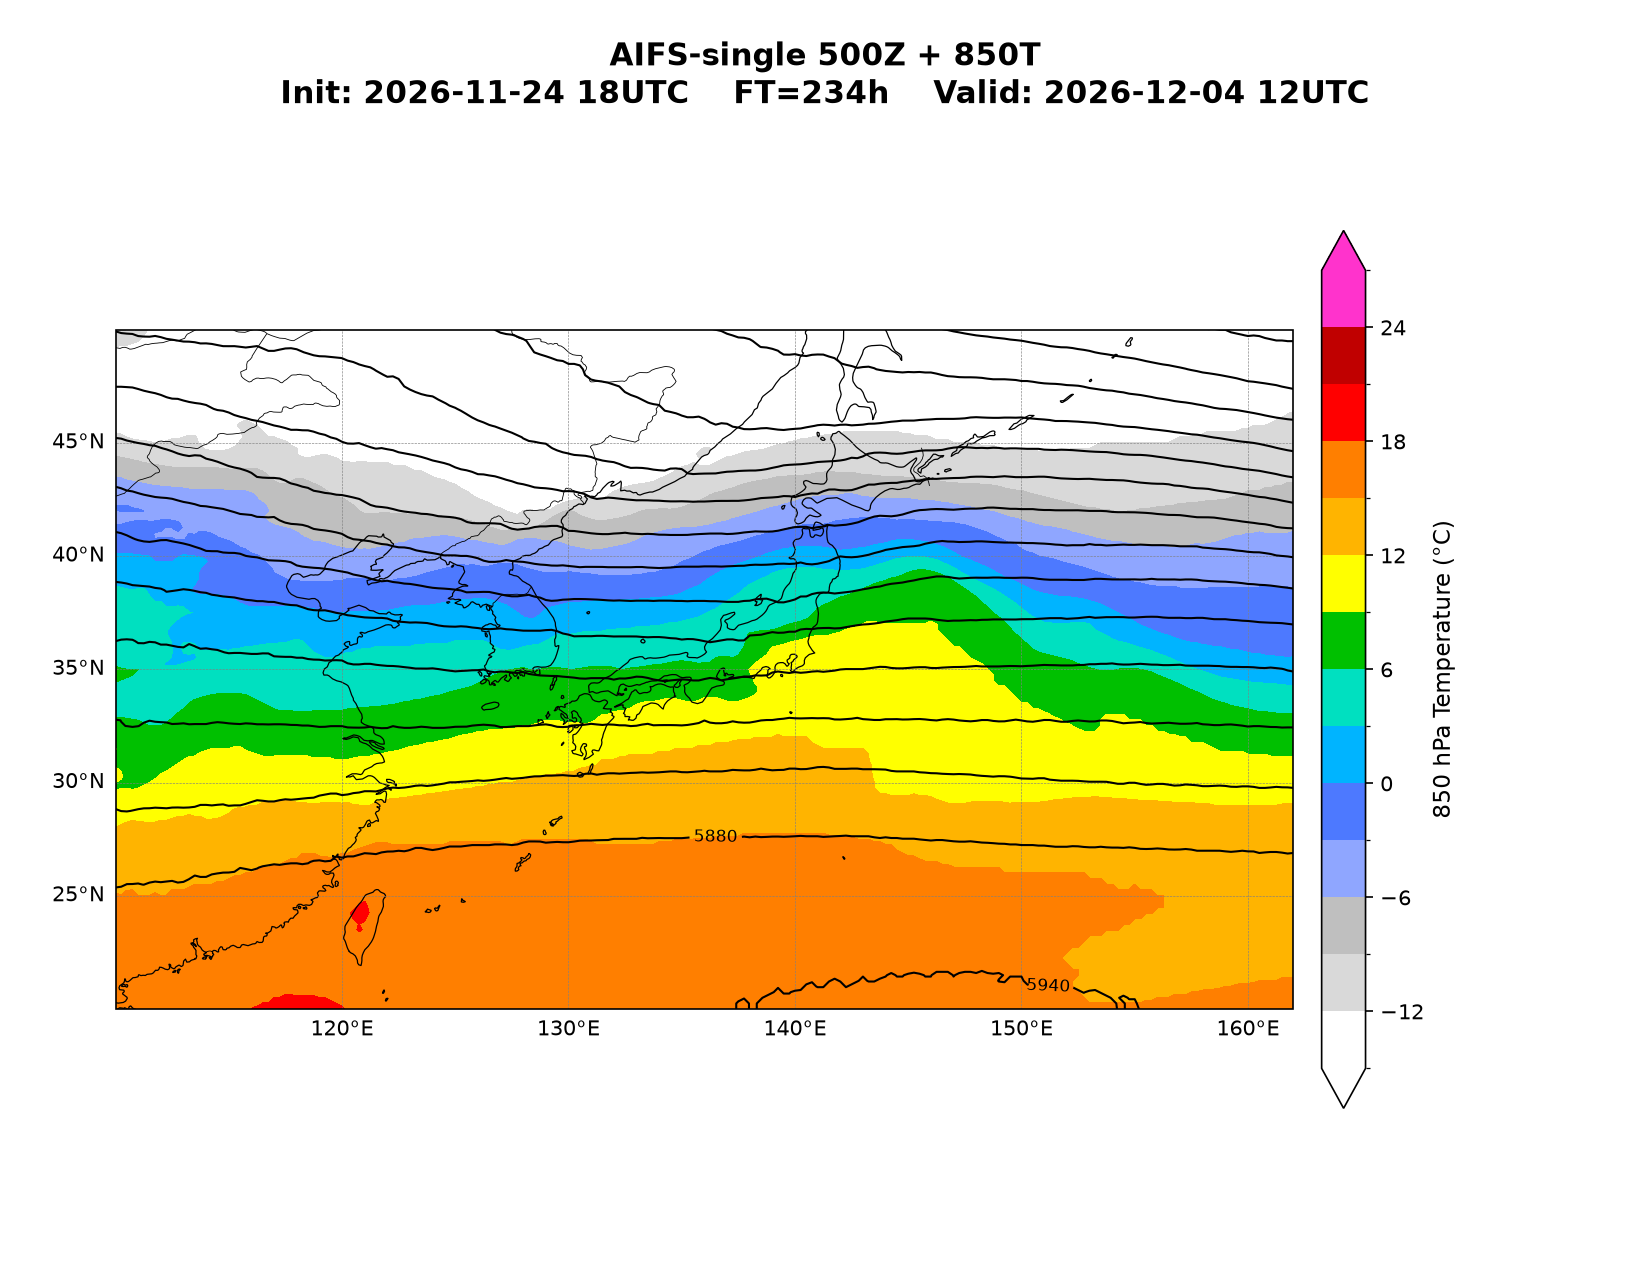 AIFS-single 500Z + 850T
Init: 2026-11-24 18UTC    FT=234h    Valid: 2026-12-04 12UTC
24
18
12
6
0
−6
−12
850 hPa Temperature (°C)
45°N
40°N
35°N
30°N
25°N
5880
5940
120°E
130°E
140°E
150°E
160°E